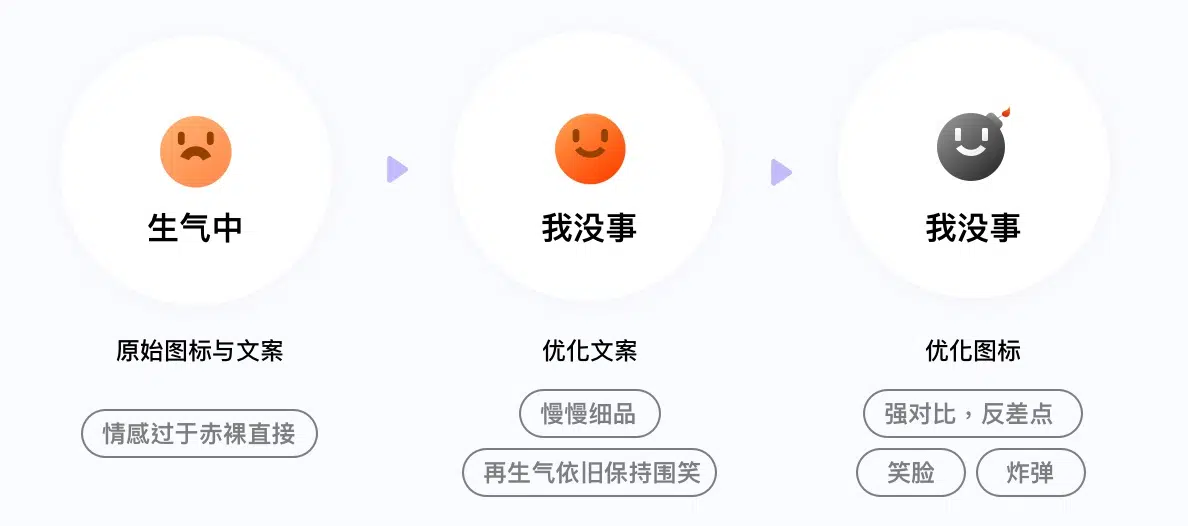 生气中
我没事
我没事
原始图标与文案
优化文案
优化图标
情感过于赤裸直接
慢慢细品
再生气依旧保持围笑
强对比，反差点
笑脸
炸弹